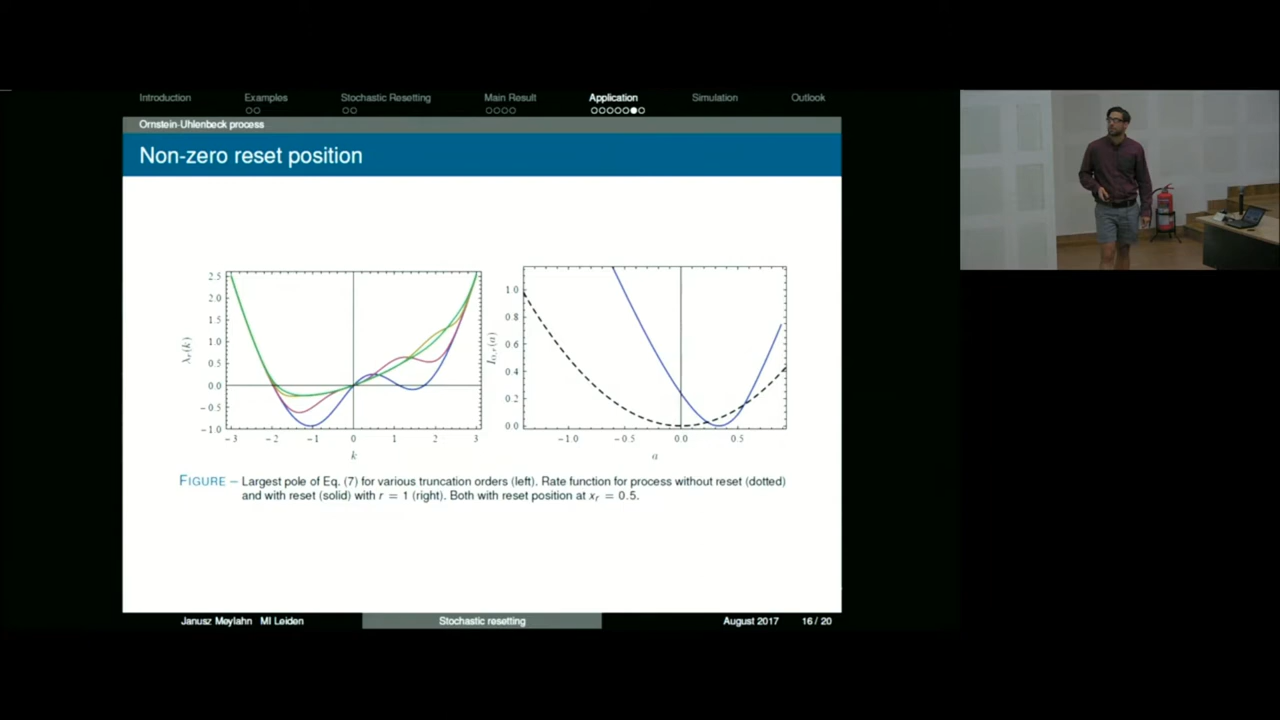 Introduction Examples Stochastic Resetting Main Result Application Simulation Outlook
Ornstein-Uhlenbeck process
Non-zero reset position
2.5
2.0
1.5
1.0
0.5
0.0
−0.5
−1.0
−3 −2 −1 0 1 2 3
λr(k)
k
1.0
0.8
0.6
0.4
0.2
0.0
−1.0 −0.5 0.0 0.5
a
FIGURE – Largest pole of Eq. (7) for various truncation orders (left). Rate function for process without reset (dotted)
and with reset (solid) with r = 1 (right). Both with reset position at xr = 0.5.
Janusz Meylahn MI Leiden Stochastic resetting August 2017 16 / 20